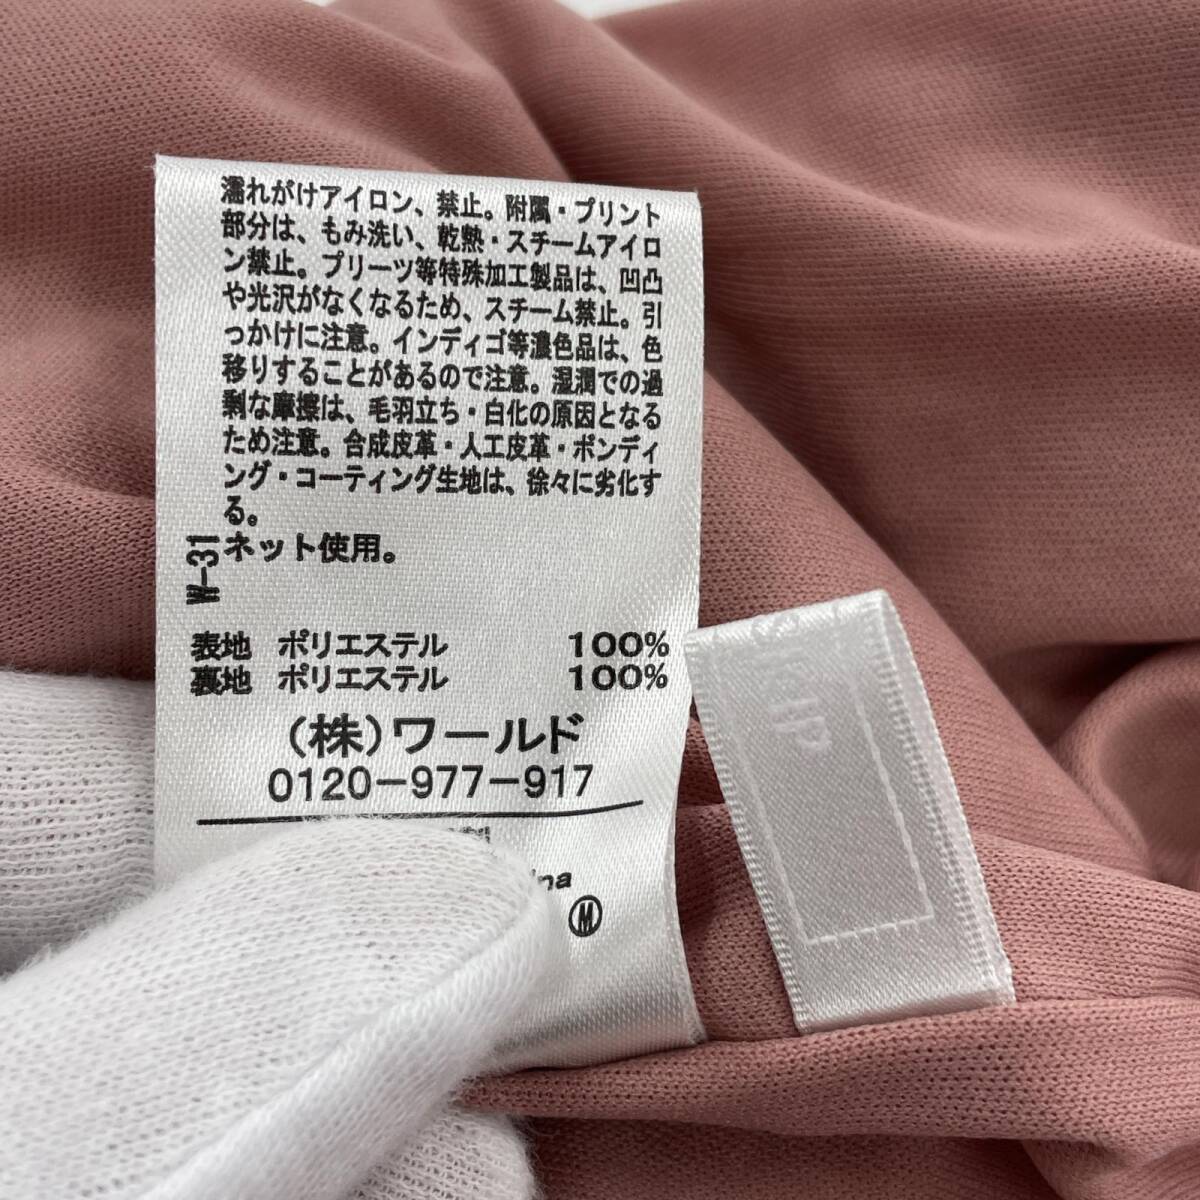 濡れがけアイロン、禁止。附属・プリント
部分は、もみ洗い、乾熱・スチームアイロ
ン禁止。プリーツ等特殊加工製品は、凹凸
や光沢がなくなるため、スチーム禁止。引
っかけに注意。インディゴ等濃色品は、色
移りすることがあるので注意。湿潤での過
剰な摩擦は、毛羽立ち・白化の原因となる
ため注意。合成皮革・人工皮革・ボンディ
ング・コーティング生地は、徐々に劣化す
る。
ネット使用。
W-31
表地 ポリエステル 100%
裏地 ポリエステル 100%
(株)ワールド
0120-977-917
M